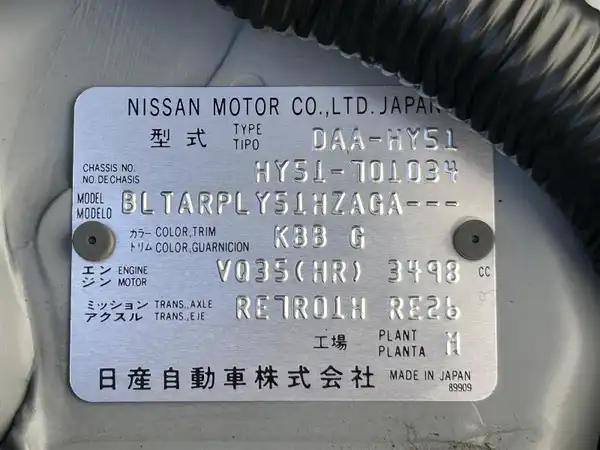 NISSAN MOTOR CO.,LTD. JAPAN
型式 TYPE TIPO DAA-HY51
CHASSIS NO. NO.DE CHASIS HY51-701034
MODEL MODELO BLTARPLY51HZAGA---
カラー COLOR,TRIM トリム COLOR,GUARNICION KBB G
エンジン ENGINE MOTOR VQ35(HR) 3498 CC
ミッション TRANS.,AXLE アクスル TRANS.,EJE RE7R01H RE26
工場 PLANT PLANTA M
日産自動車株式会社 MADE IN JAPAN
89909